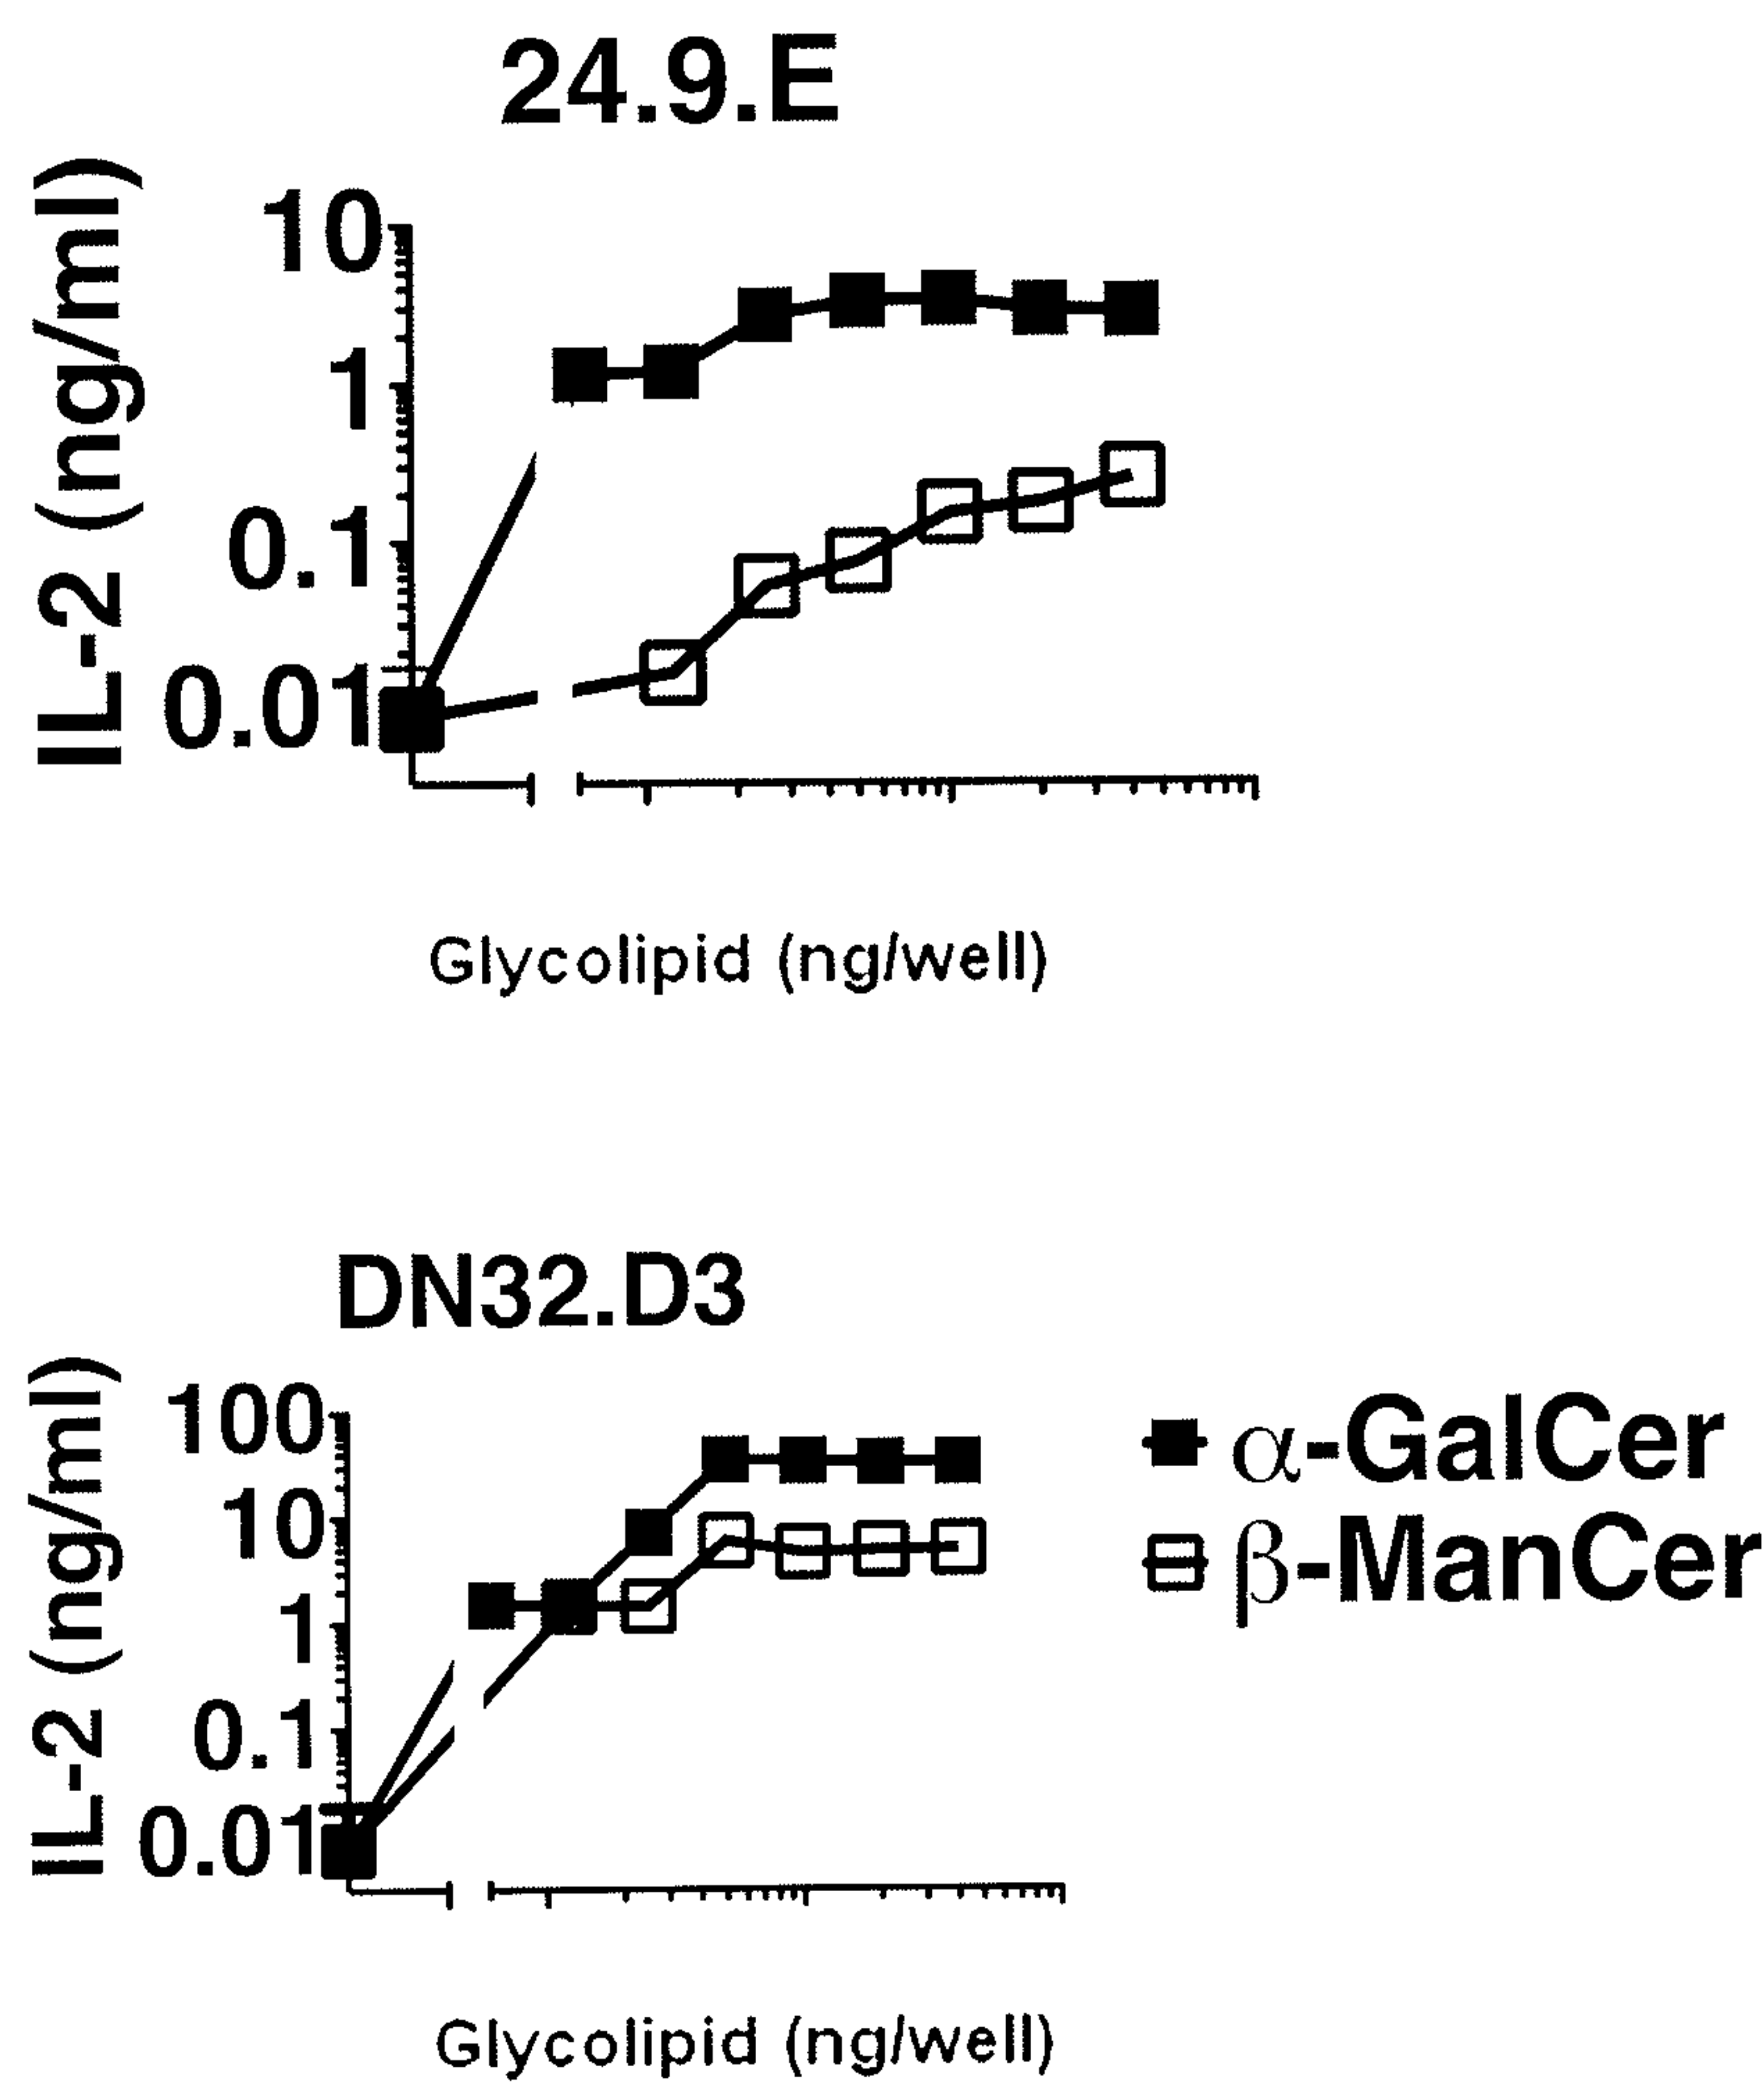 24.9.E
IL-2 (ng/ml)
10
1
0.1
0.01
Glycolipid (ng/well)
DN32.D3
IL-2 (ng/ml)
100
10
1
0.1
0.01
α-GalCer
β-ManCer
Glycolipid (ng/well)